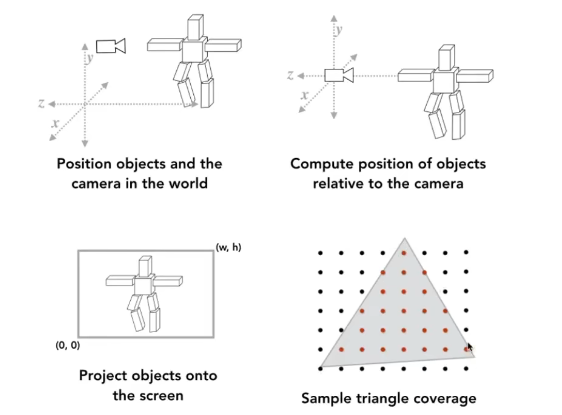 y
z
x
Position objects and the
camera in the world
y
z
x
Compute position of objects
relative to the camera
(w, h)
(0, 0)
Project objects onto
the screen
Sample triangle coverage